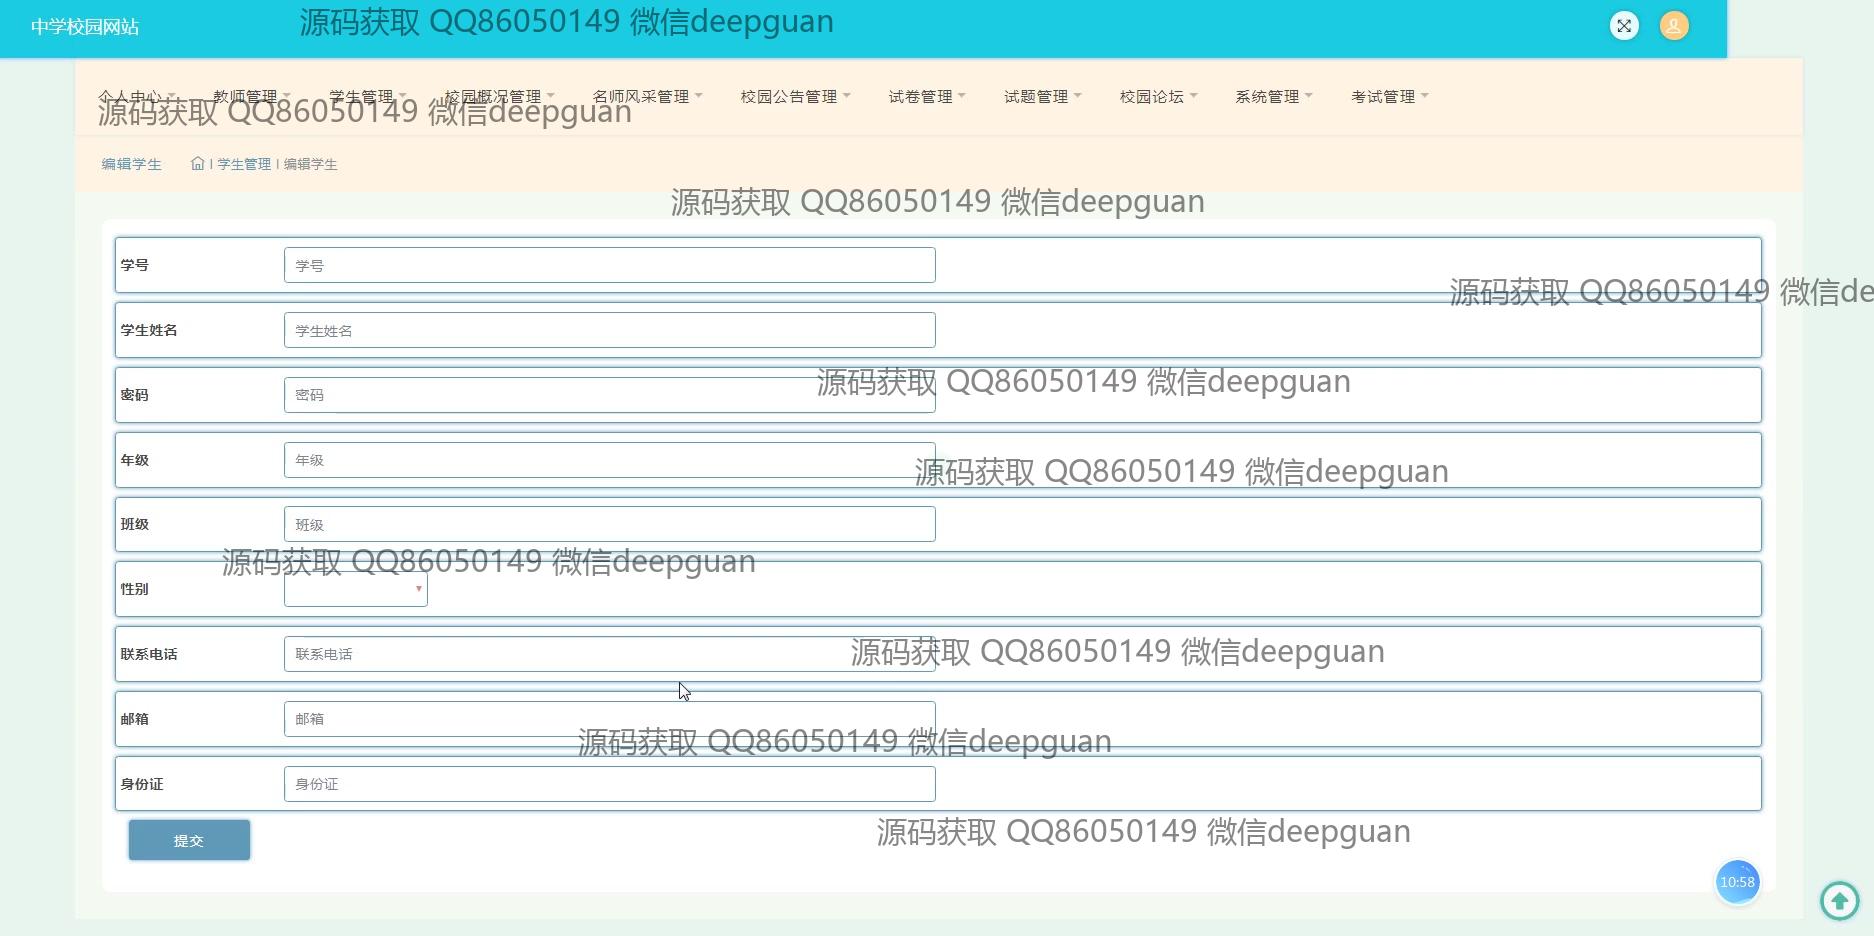 中学校园网站
源码获取 QQ86050149 微信deepguan
个人中心 教师管理 学生管理 校园概况管理 名师风采管理 校园公告管理 试卷管理 试题管理 校园论坛 系统管理 考试管理
源码获取 QQ86050149 微信deepguan
编辑学生 | 学生管理 | 编辑学生
源码获取 QQ86050149 微信deepguan
学号 学号
源码获取 QQ86050149 微信de
学生姓名 学生姓名
源码获取 QQ86050149 微信deepguan
密码 密码
年级 年级
源码获取 QQ86050149 微信deepguan
班级 班级
源码获取 QQ86050149 微信deepguan
性别
联系电话 联系电话
源码获取 QQ86050149 微信deepguan
邮箱 邮箱
源码获取 QQ86050149 微信deepguan
身份证 身份证
源码获取 QQ86050149 微信deepguan
提交
10:58